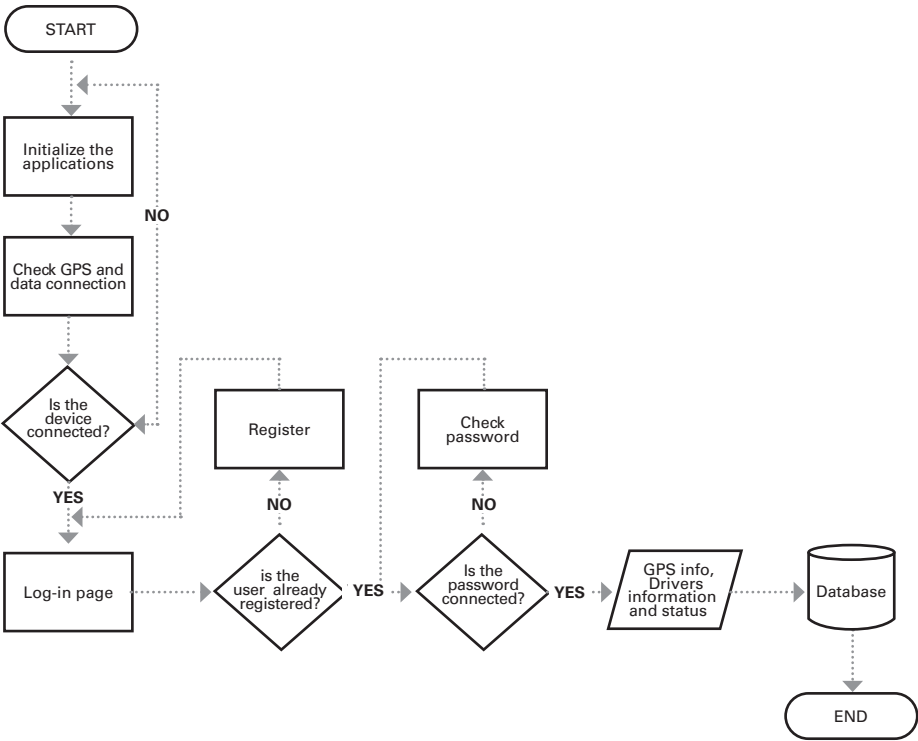 START
Initialize the
applications
NO
Check GPS and
data connection
Is the
device
connected?
YES
Register
Check
password
NO
NO
Log-in page
is the
user already
registered?
YES
Is the
password
connected?
YES
GPS info,
Drivers
information
and status
Database
END